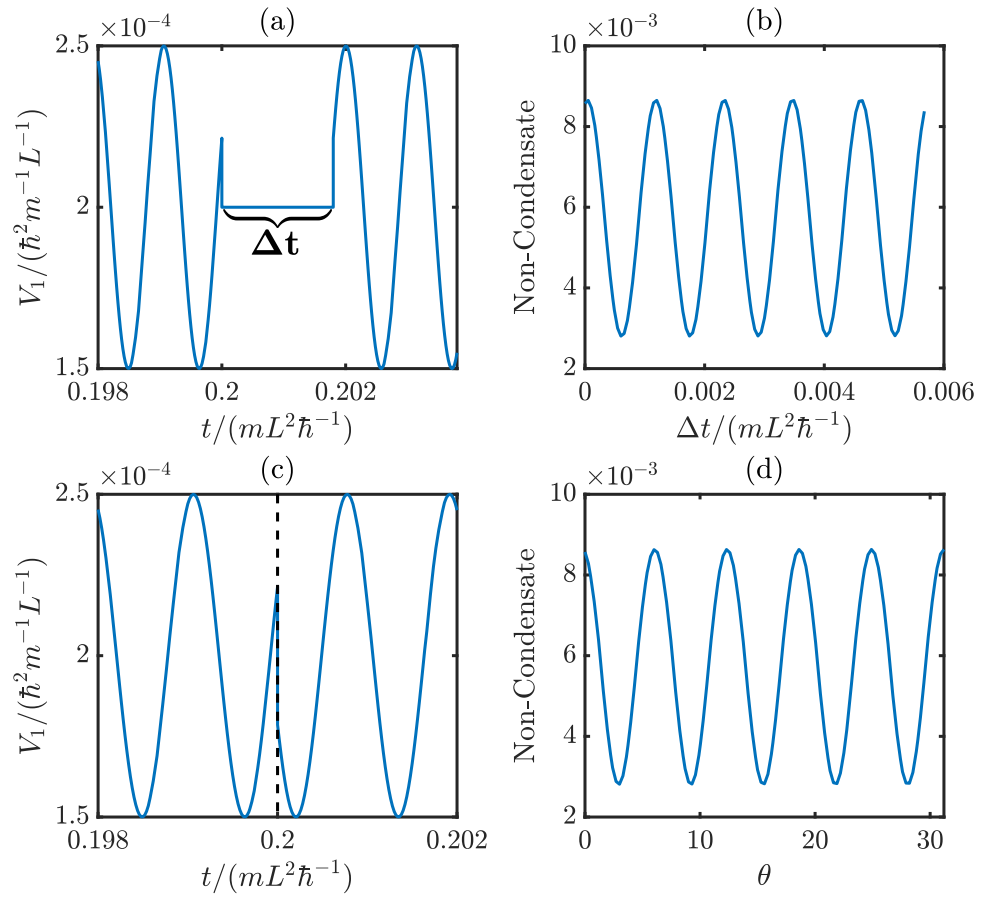 (a)
×10⁻⁴
2.5
2
1.5
V₁/(ℏ²m⁻¹L⁻¹)
Δt
0.198
0.2
0.202
t/(mL²ℏ⁻¹)
(b)
×10⁻³
10
8
6
4
2
Non-Condensate
0
0.002
0.004
0.006
Δt/(mL²ℏ⁻¹)
(c)
×10⁻⁴
2.5
2
1.5
V₁/(ℏ²m⁻¹L⁻¹)
0.198
0.2
0.202
t/(mL²ℏ⁻¹)
(d)
×10⁻³
10
8
6
4
2
Non-Condensate
0
10
20
30
θ